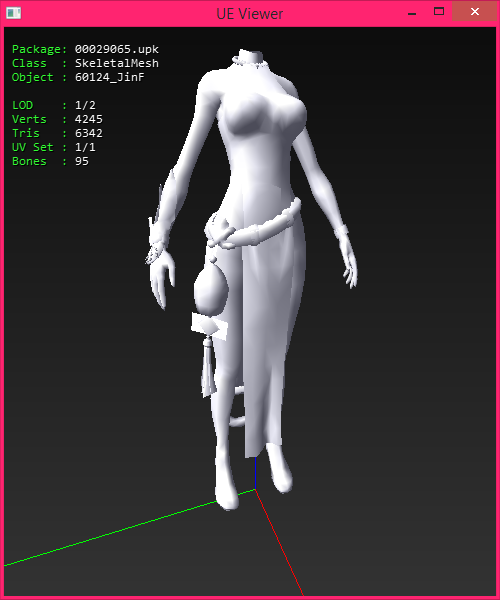 UE Viewer
Package: 00029065.upk
Class  : SkeletalMesh
Object : 60124_JinF
LOD    : 1/2
Verts  : 4245
Tris   : 6342
UV Set : 1/1
Bones  : 95